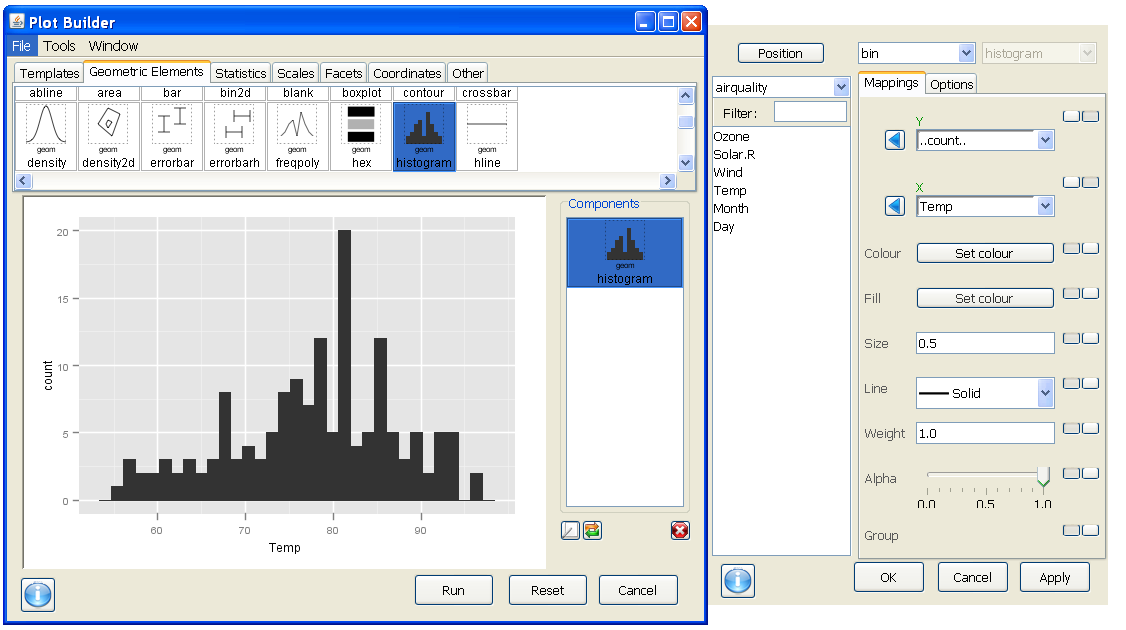 Plot Builder
File Tools Window
Templates Geometric Elements Statistics Scales Facets Coordinates Other
abline area bar bin2d blank boxplot contour crossbar
geom geom geom geom geom geom geom geom
density density2d errorbar errorbarh freqpoly hex histogram hline
Components
geom
histogram
20
15
10
5
0
count
60 70 80 90
Temp
Run Reset Cancel
Position bin histogram
airquality
Filter:
Ozone
Solar.R
Wind
Temp
Month
Day
Mappings Options
Y
..count..
X
Temp
Colour Set colour
Fill Set colour
Size 0.5
Line Solid
Weight 1.0
Alpha
0.0 0.5 1.0
Group
OK Cancel Apply